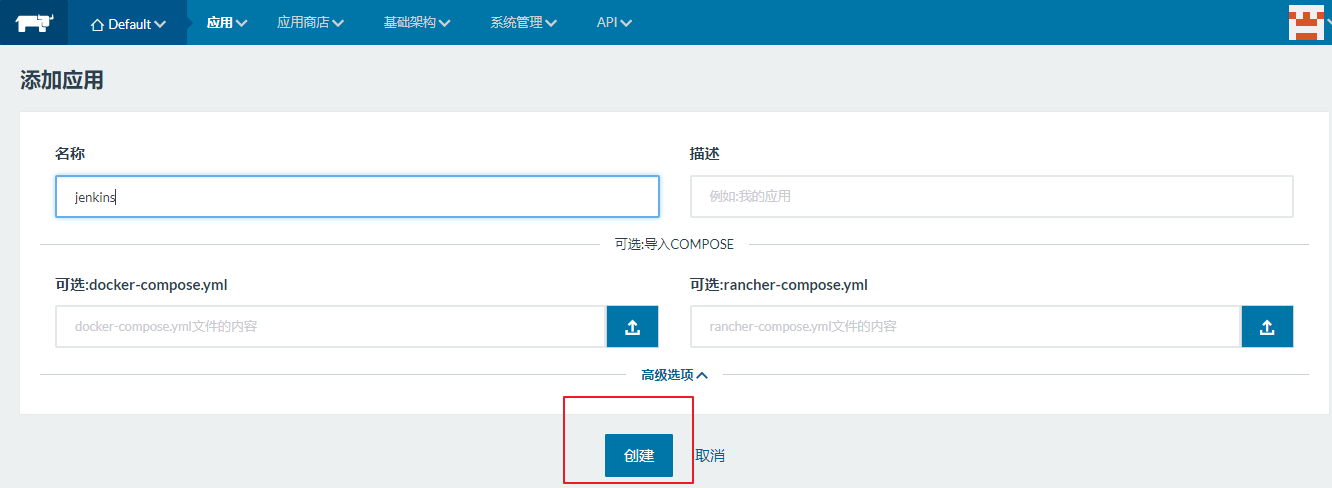 Default 应用 应用商店 基础架构 系统管理 API
添加应用
名称 描述
jenkins 例如:我的应用
可选:导入COMPOSE
可选:docker-compose.yml 可选:rancher-compose.yml
docker-compose.yml文件的内容 rancher-compose.yml文件的内容
高级选项
创建 取消